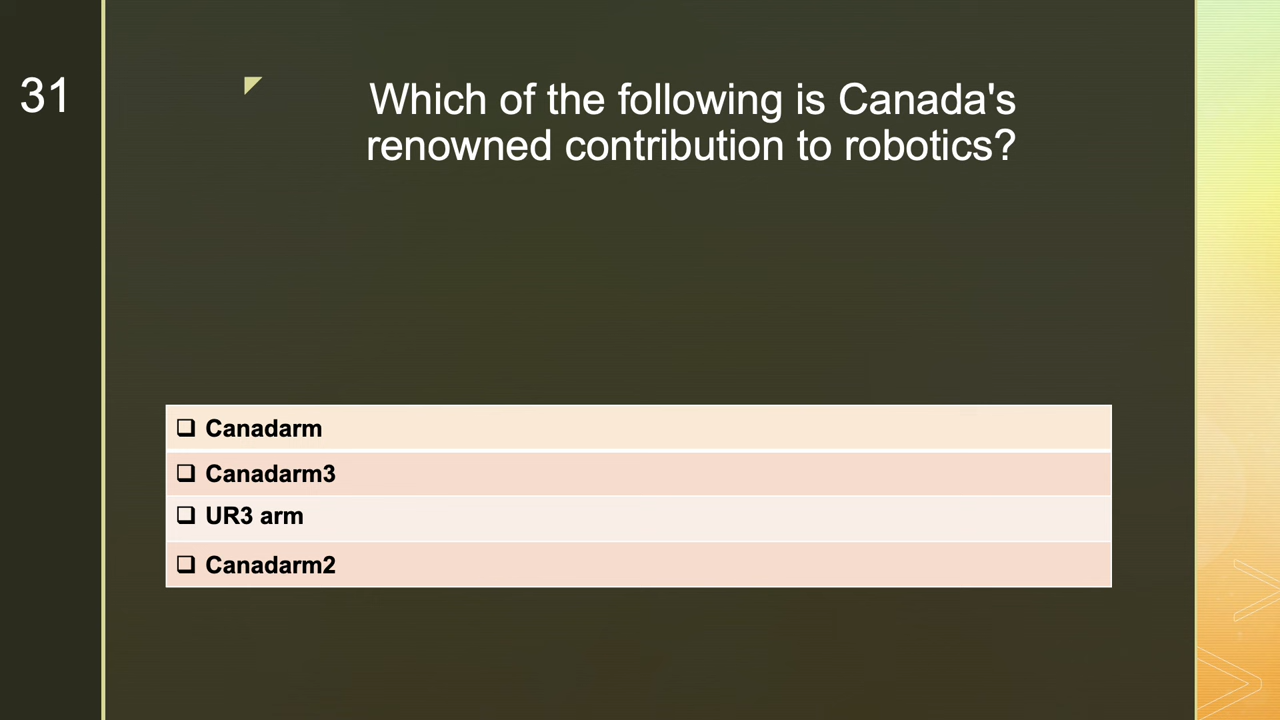 31
Which of the following is Canada's
renowned contribution to robotics?
❑ Canadarm
❑ Canadarm3
❑ UR3 arm
❑ Canadarm2